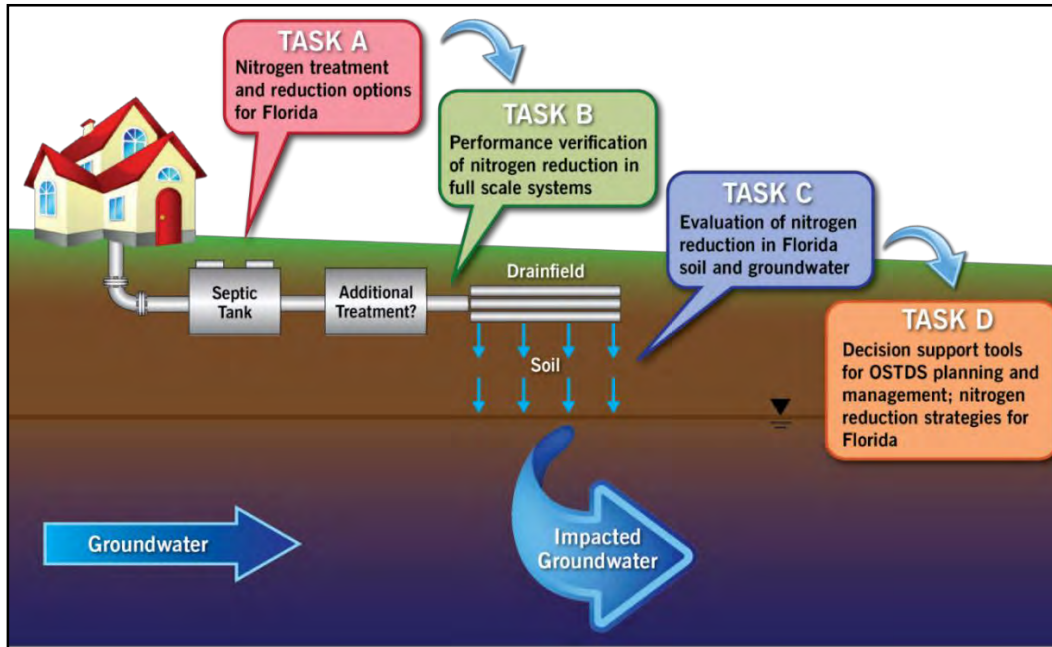 TASK A
Nitrogen treatment
and reduction options
for Florida
TASK B
Performance verification
of nitrogen reduction in
full scale systems
TASK C
Evaluation of nitrogen
reduction in Florida
soil and groundwater
TASK D
Decision support tools
for OSTDS planning and
management; nitrogen
reduction strategies for
Florida
Septic
Tank
Additional
Treatment?
Drainfield
Soil
Groundwater
Impacted
Groundwater